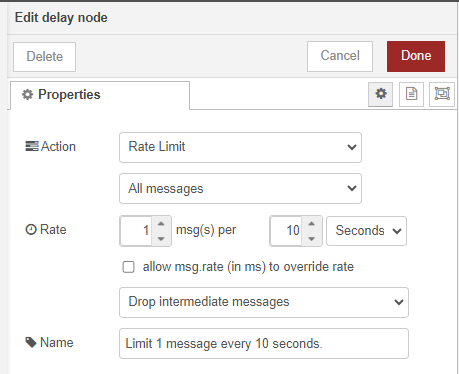 Edit delay node
Delete
Cancel
Done
Properties
Action
Rate Limit
All messages
Rate
1
msg(s) per
10
Seconds
allow msg.rate (in ms) to override rate
Drop intermediate messages
Name
Limit 1 message every 10 seconds.